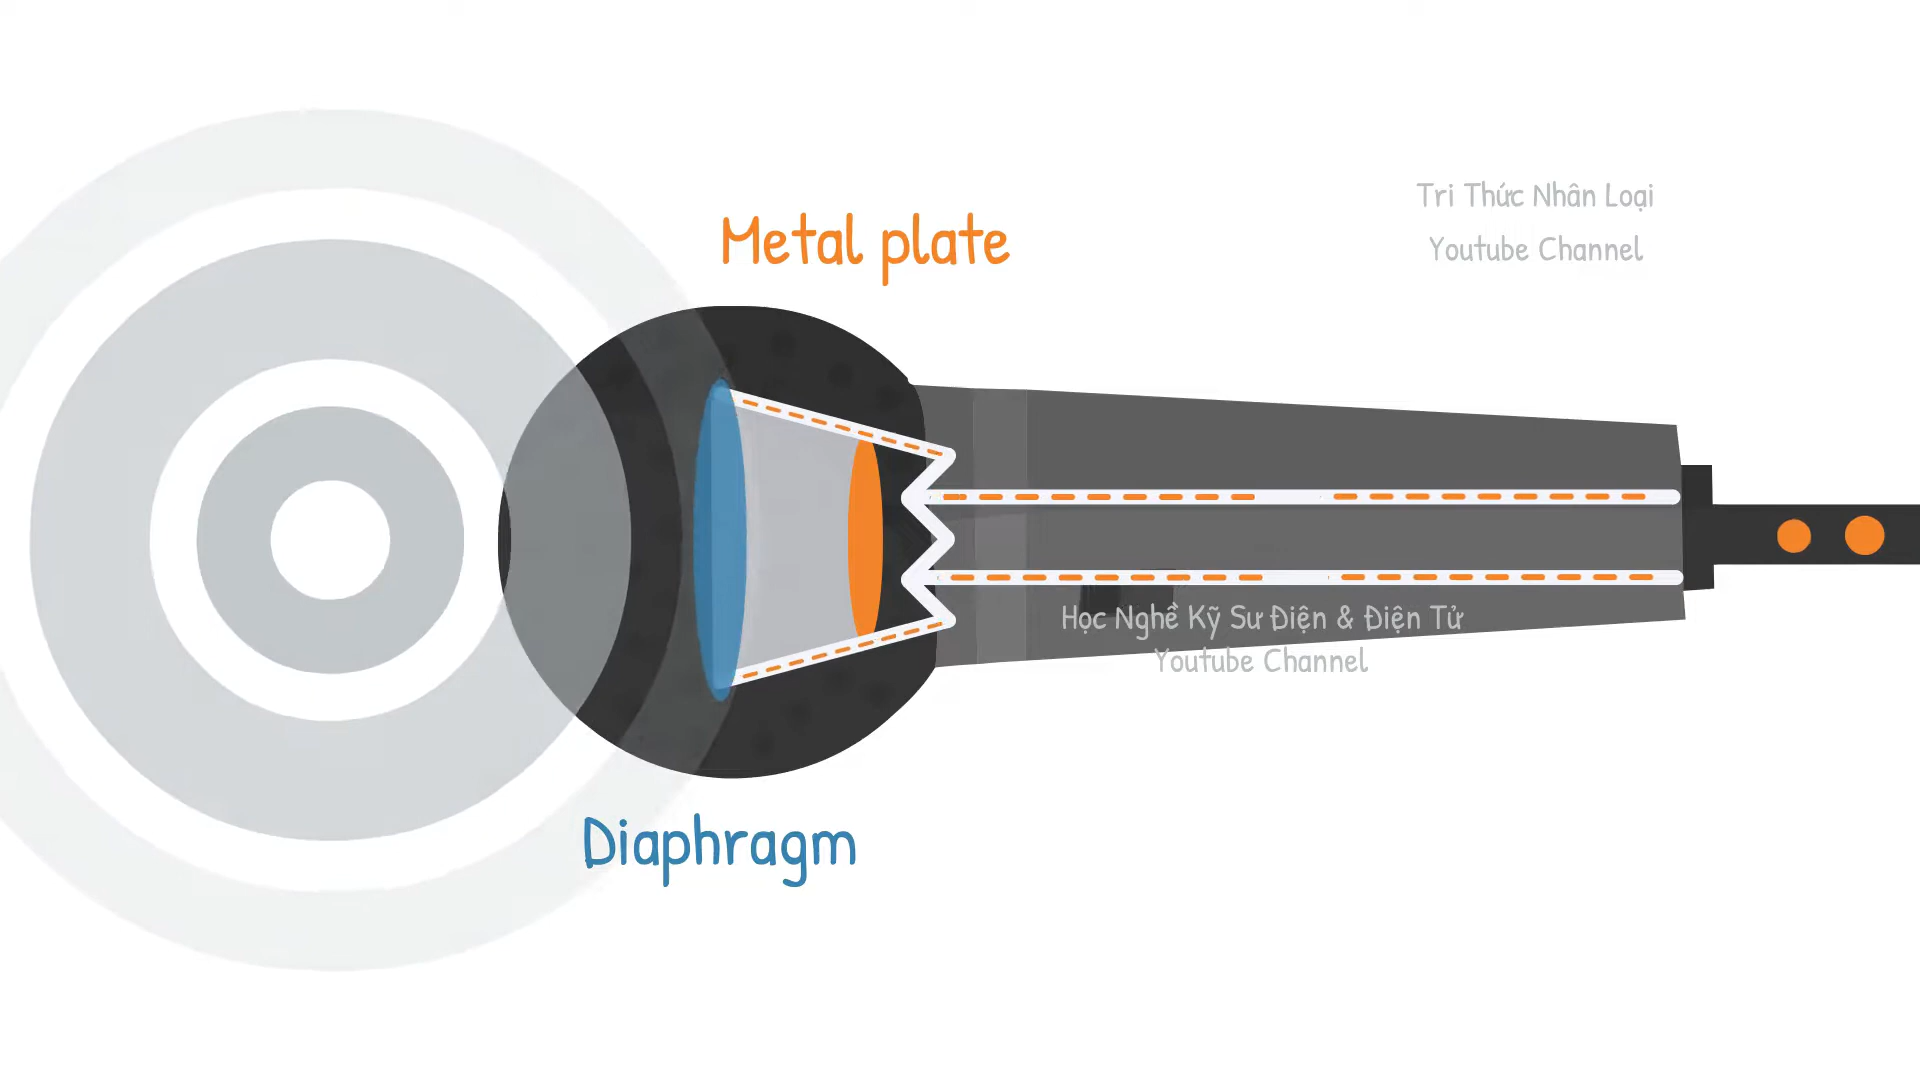 Tri Thức Nhân Loại
Youtube Channel
Metal plate
Học Nghề Kỹ Sư Điện & Điện Tử
Youtube Channel
Diaphragm